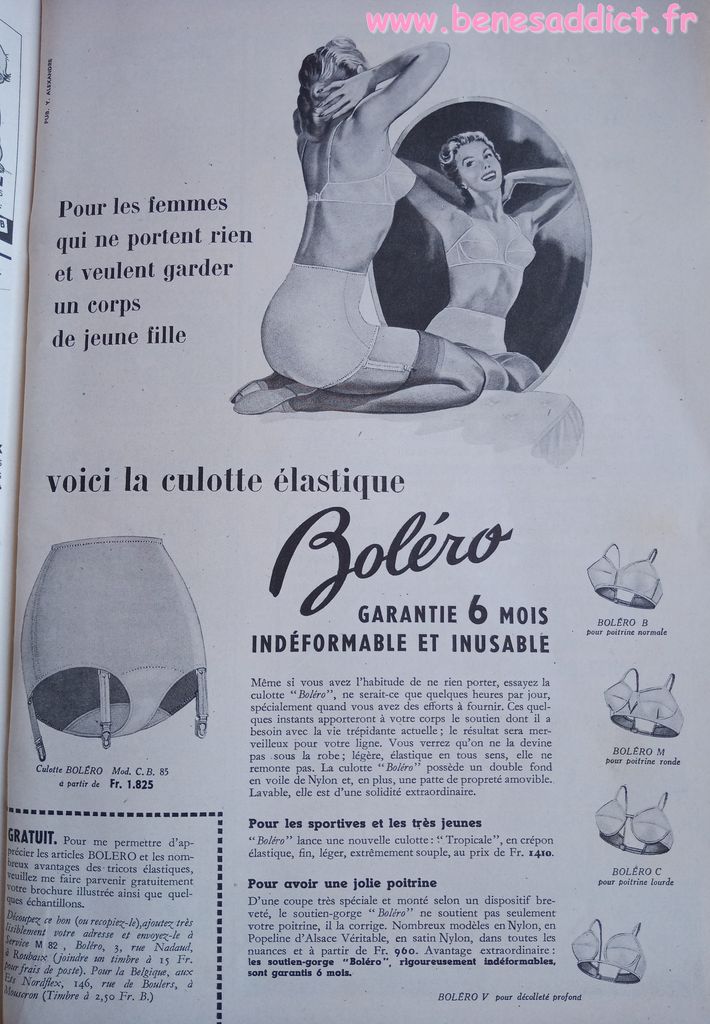 www.benesaddict.fr
PUB. Y. ALEXANDRE
Pour les femmes
qui ne portent rien
et veulent garder
un corps
de jeune fille
voici la culotte élastique
Boléro
GARANTIE 6 MOIS
INDÉFORMABLE ET INUSABLE
Même si vous avez l'habitude de ne rien porter, essayez la
culotte "Boléro", ne serait-ce que quelques heures par jour,
spécialement quand vous avez des efforts à fournir. Ces quel-
ques instants apporteront à votre corps le soutien dont il a
besoin avec la vie trépidante actuelle ; le résultat sera mer-
veilleux pour votre ligne. Vous verrez qu'on ne la devine
pas sous la robe ; légère, élastique en tous sens, elle ne
remonte pas. La culotte "Boléro" possède un double fond
en voile de Nylon et, en plus, une patte de propreté amovible.
Lavable, elle est d'une solidité extraordinaire.
Pour les sportives et les très jeunes
"Boléro" lance une nouvelle culotte : "Tropicale", en crépon
élastique, fin, léger, extrêmement souple, au prix de Fr. 1410.
Pour avoir une jolie poitrine
D'une coupe très spéciale et monté selon un dispositif bre-
veté, le soutien-gorge "Boléro" ne soutient pas seulement
votre poitrine, il la corrige. Nombreux modèles en Nylon, en
Popeline d'Alsace Véritable, en satin Nylon, dans toutes les
nuances et à partir de Fr. 960. Avantage extraordinaire :
les soutien-gorge "Boléro", rigoureusement indéformables,
sont garantis 6 mois.
Culotte BOLÉRO Mod. C. B. 85
a partir de Fr. 1.825
GRATUIT. Pour me permettre d'ap-
précier les articles BOLERO et les nom-
breux avantages des tricots élastiques,
veuillez me faire parvenir gratuitement
votre brochure illustrée ainsi que quel-
ques échantillons.
Découpez ce bon (ou recopiez-le), ajoutez très
lisiblement votre adresse et envoyez-le à
Service M 82 , Boléro, 3, rue Nadaud,
à Roubaix (joindre un timbre à 15 Fr.
pour frais de poste). Pour la Belgique, aux
Ets Nordflex, 146, rue de Boulers, à
Mouscron (Timbre à 2,50 Fr. B.)
BOLÉRO B
pour poitrine normale
BOLÉRO M
pour poitrine ronde
BOLÉRO C
pour poitrine lourde
BOLÉRO V pour décolleté profond